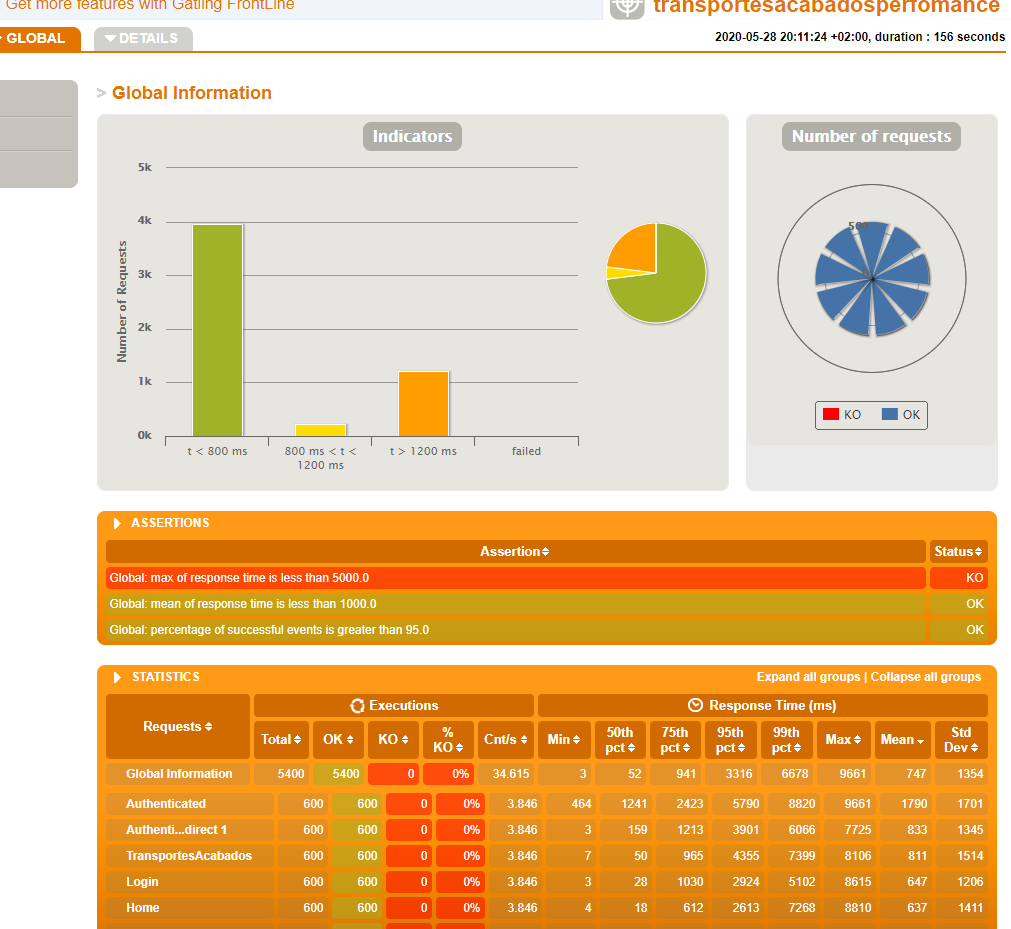 Get more features with Gatling FrontLine
transportesacabadosperfomance
GLOBAL
DETAILS
2020-05-28 20:11:24 +02:00, duration : 156 seconds
> Global Information
Indicators
Number of Requests
5k
4k
3k
2k
1k
0k
t < 800 ms
800 ms < t <
1200 ms
t > 1200 ms
failed
Number of requests
KO OK
ASSERTIONS
Assertion Status
Global: max of response time is less than 5000.0 KO
Global: mean of response time is less than 1000.0 OK
Global: percentage of successful events is greater than 95.0 OK
STATISTICS Expand all groups | Collapse all groups
Requests
Executions
Response Time (ms)
Total OK KO % KO Cnt/s Min 50th pct 75th pct 95th pct 99th pct Max Mean Std Dev
Global Information 5400 5400 0 0% 34.615 3 52 941 3316 6678 9661 747 1354
Authenticated 600 600 0 0% 3.846 464 1241 2423 5790 8820 9661 1790 1701
Authenti...direct 1 600 600 0 0% 3.846 3 159 1213 3901 6066 7725 833 1345
TransportesAcabados 600 600 0 0% 3.846 7 50 965 4355 7399 8106 811 1514
Login 600 600 0 0% 3.846 3 28 1030 2924 5102 8615 647 1206
Home 600 600 0 0% 3.846 4 18 612 2613 7268 8810 637 1411